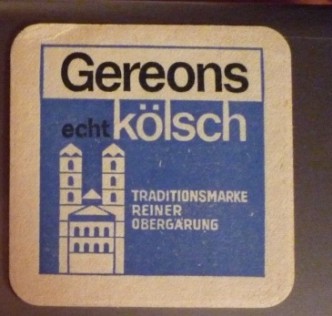 Gereons
echt kölsch
TRADITIONSMARKE
REINER
OBERGÄRUNG